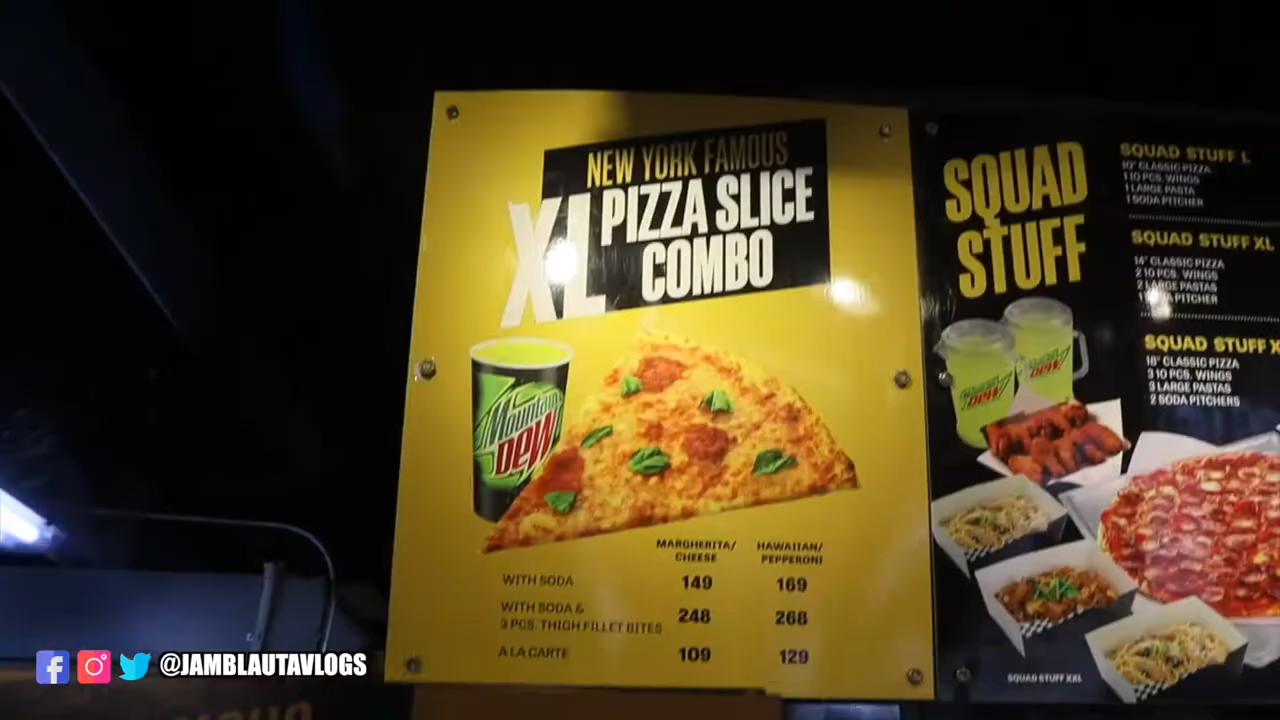 NEW YORK FAMOUS
XL PIZZA SLICE
COMBO
Mountain
DEW
MARGHERITA/
CHEESE
HAWAIIAN/
PEPPERONI
WITH SODA 149 169
WITH SODA &
3 PCS. THIGH FILLET BITES 248 268
A LA CARTE 109 129
SQUAD
STUFF
SQUAD STUFF L
10" CLASSIC PIZZA
1 10 PCS. WINGS
1 LARGE PASTA
1 SODA PITCHER
SQUAD STUFF XL
14" CLASSIC PIZZA
2 10 PCS. WINGS
2 LARGE PASTAS
PITCHER
SQUAD STUFF X
18" CLASSIC PIZZA
3 10 PCS. WINGS
3 LARGE PASTAS
2 SODA PITCHERS
DEW
DEW
SQUAD STUFF XXL
@JAMBLAUTAVLOGS